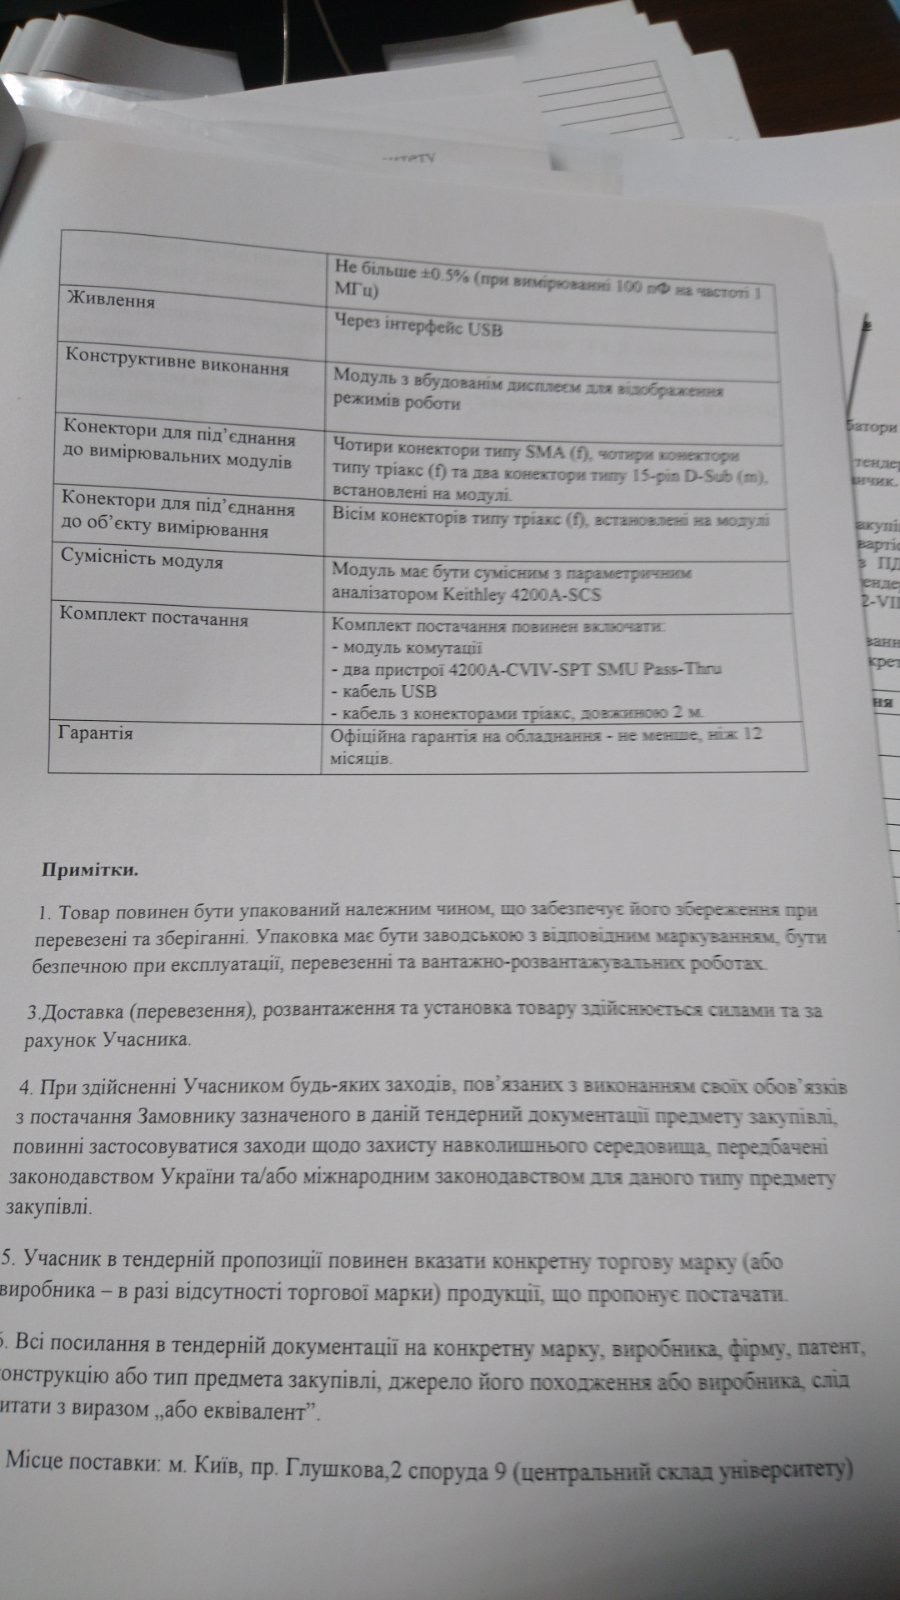 Не більше ±0.5% (при вимірюванні 100 пФ на частоті 1
МГц)
Живлення
Через інтерфейс USB
Конструктивне виконання
Модуль з вбудованім дисплеєм для відображення
режимів роботи
Конектори для під’єднання
до вимірювальних модулів
Чотири конектори типу SMA (f), чотири конектори
типу тріакс (f) та два конектори типу 15-pin D-Sub (m),
встановлені на модулі.
Конектори для під’єднання
до об’єкту вимірювання
Вісім конекторів типу тріакс (f), встановлені на модулі
Сумісність модуля
Модуль має бути сумісним з параметричним
аналізатором Keithley 4200A-SCS
Комплект постачання
Комплект постачання повинен включати:
- модуль комутації
- два пристрої 4200A-CVIV-SPT SMU Pass-Thru
- кабель USB
- кабель з конекторами тріакс, довжиною 2 м.
Гарантія
Офіційна гарантія на обладнання - не менше, ніж 12
місяців.
Примітки.
1. Товар повинен бути упакований належним чином, що забезпечує його збереження при
перевезені та зберіганні. Упаковка має бути заводською з відповідним маркуванням, бути
безпечною при експлуатації, перевезенні та вантажно-розвантажувальних роботах.
3.Доставка (перевезення), розвантаження та установка товару здійснюється силами та за
рахунок Учасника.
4. При здійсненні Учасником будь-яких заходів, пов’язаних з виконанням своїх обов’язків
з постачання Замовнику зазначеного в даній тендерний документації предмету закупівлі,
повинні застосовуватися заходи щодо захисту навколишнього середовища, передбачені
законодавством України та/або міжнародним законодавством для даного типу предмету
закупівлі.
5. Учасник в тендерній пропозиції повинен вказати конкретну торгову марку (або
виробника – в разі відсутності торгової марки) продукції, що пропонує постачати.
6. Всі посилання в тендерній документації на конкретну марку, виробника, фірму, патент,
онструкцію або тип предмета закупівлі, джерело його походження або виробника, слід
итати з виразом „або еквівалент”.
Місце поставки: м. Київ, пр. Глушкова,2 споруда 9 (центральний склад університету)